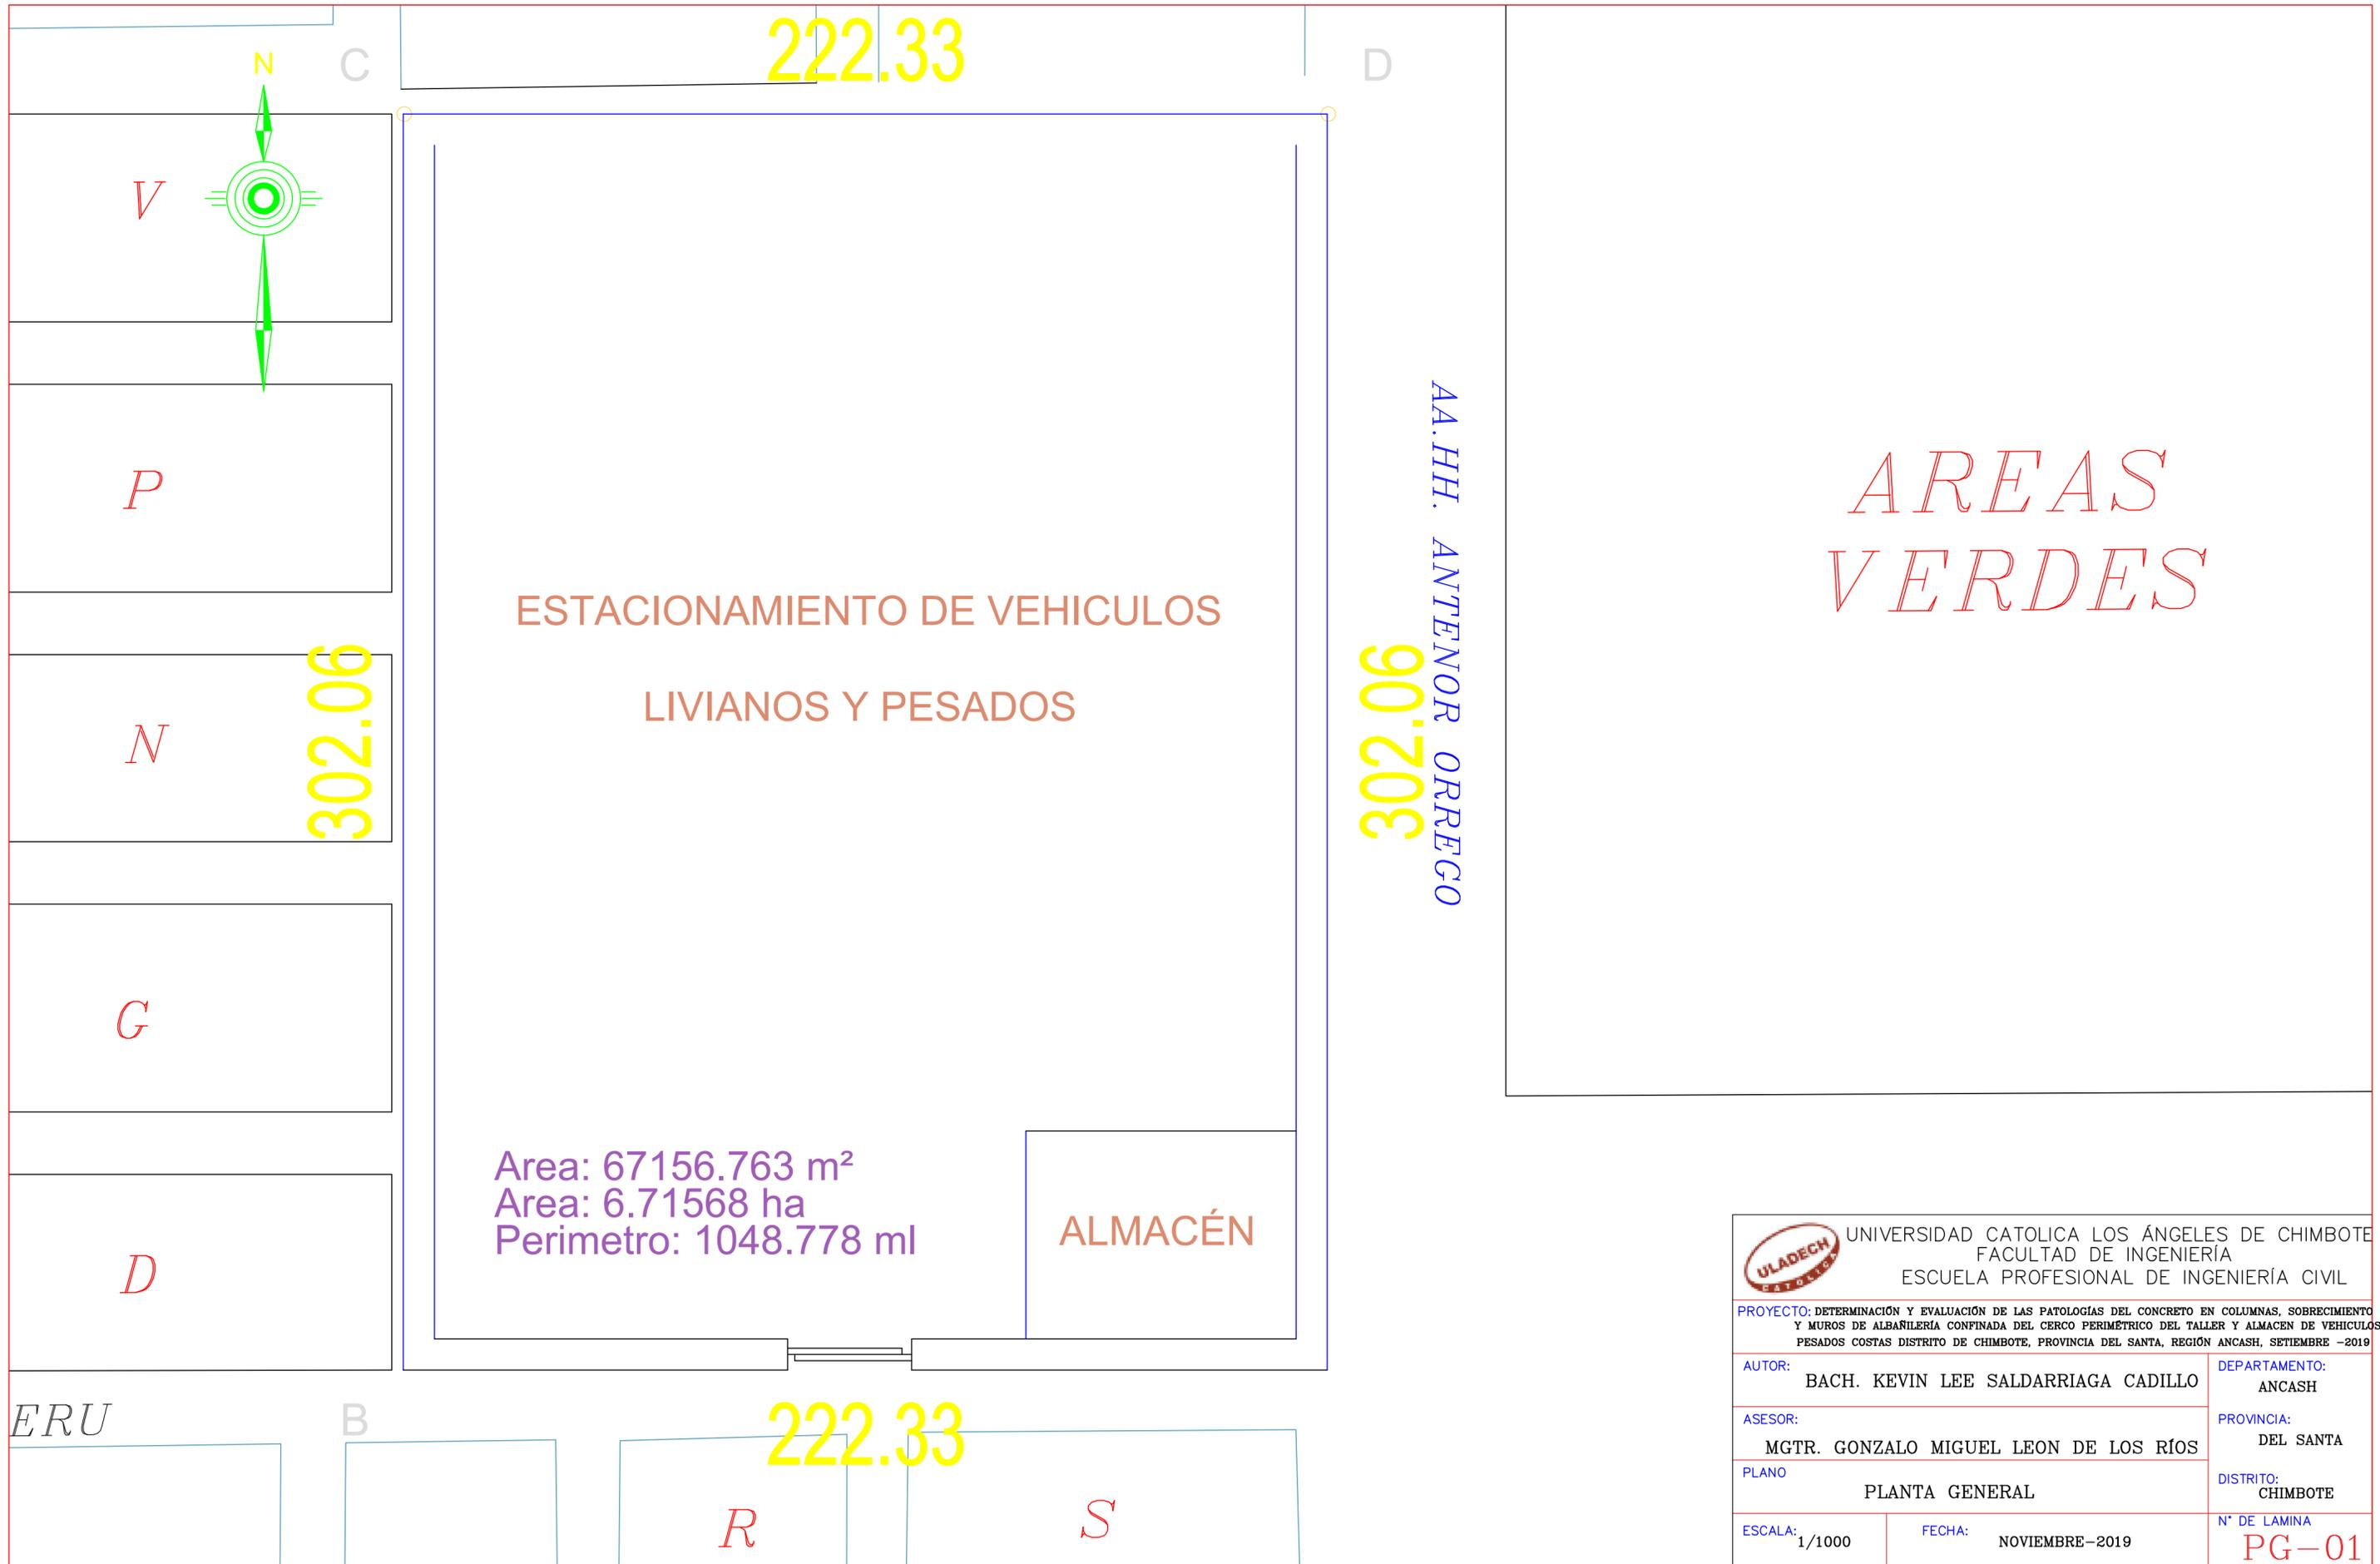 222.33
C
D
N
V
P
N
G
D
302.06
ESTACIONAMIENTO DE VEHICULOS
LIVIANOS Y PESADOS
302.06
AA.HH. ANTENOR ORREGO
AREAS
VERDES
Area: 67156.763 m²
Area: 6.71568 ha
Perimetro: 1048.778 ml
ALMACÉN
ERU
B
222.33
R
S
ULADECH
CATOLICA
UNIVERSIDAD CATOLICA LOS ÁNGELES DE CHIMBOTE
FACULTAD DE INGENIERÍA
ESCUELA PROFESIONAL DE INGENIERÍA CIVIL
PROYECTO: DETERMINACIÓN Y EVALUACIÓN DE LAS PATOLOGÍAS DEL CONCRETO EN COLUMNAS, SOBRECIMIENTO
Y MUROS DE ALBAÑILERÍA CONFINADA DEL CERCO PERIMÉTRICO DEL TALLER Y ALMACEN DE VEHICULOS
PESADOS COSTAS DISTRITO DE CHIMBOTE, PROVINCIA DEL SANTA, REGIÓN ANCASH, SETIEMBRE -2019
AUTOR:
BACH. KEVIN LEE SALDARRIAGA CADILLO
DEPARTAMENTO:
ANCASH
ASESOR:
MGTR. GONZALO MIGUEL LEON DE LOS RÍOS
PROVINCIA:
DEL SANTA
PLANO
PLANTA GENERAL
DISTRITO:
CHIMBOTE
ESCALA: 1/1000
FECHA: NOVIEMBRE-2019
N° DE LAMINA
PG-01